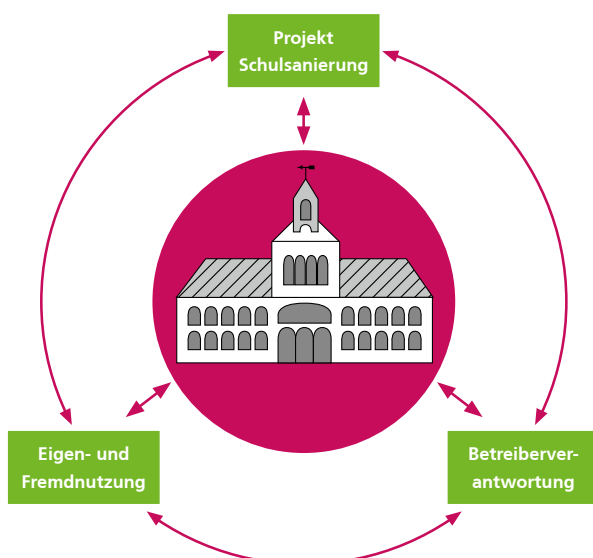 Projekt
Schulsanierung
Eigen- und
Fremdnutzung
Betreiberver-
antwortung